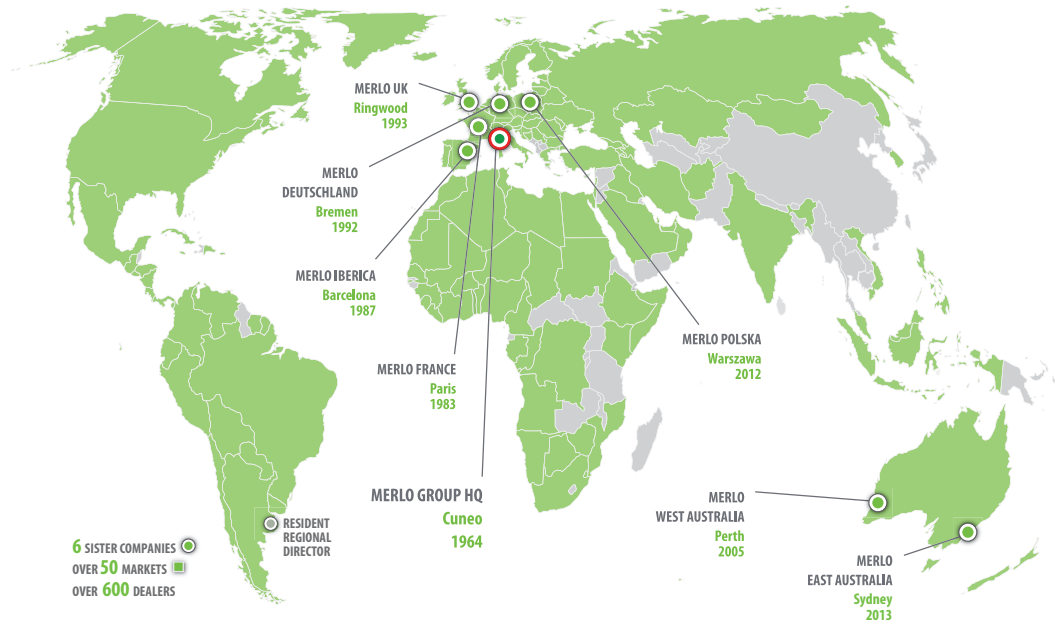 MERLO UK
Ringwood
1993
MERLO
DEUTSCHLAND
Bremen
1992
MERLO IBERICA
Barcelona
1987
MERLO FRANCE
Paris
1983
MERLO GROUP HQ
Cuneo
1964
MERLO POLSKA
Warszawa
2012
MERLO
WEST AUSTRALIA
Perth
2005
MERLO
EAST AUSTRALIA
Sydney
2013
RESIDENT
REGIONAL
DIRECTOR
6 SISTER COMPANIES
OVER 50 MARKETS
OVER 600 DEALERS